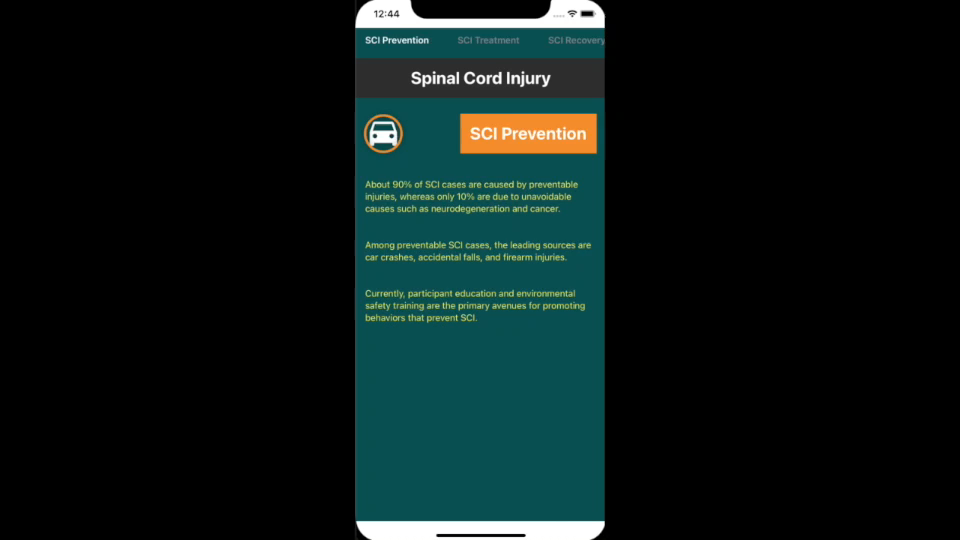 12:44
SCI Prevention SCI Treatment SCI Recovery
Spinal Cord Injury
SCI Prevention
About 90% of SCI cases are caused by preventable
injuries, whereas only 10% are due to unavoidable
causes such as neurodegeneration and cancer.
Among preventable SCI cases, the leading sources are
car crashes, accidental falls, and firearm injuries.
Currently, participant education and environmental
safety training are the primary avenues for promoting
behaviors that prevent SCI.